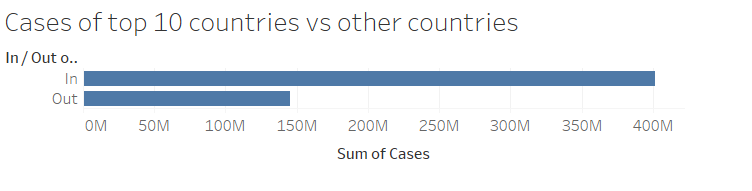 Cases of top 10 countries vs other countries
In / Out o..
In
Out
0M 50M 100M 150M 200M 250M 300M 350M 400M
Sum of Cases